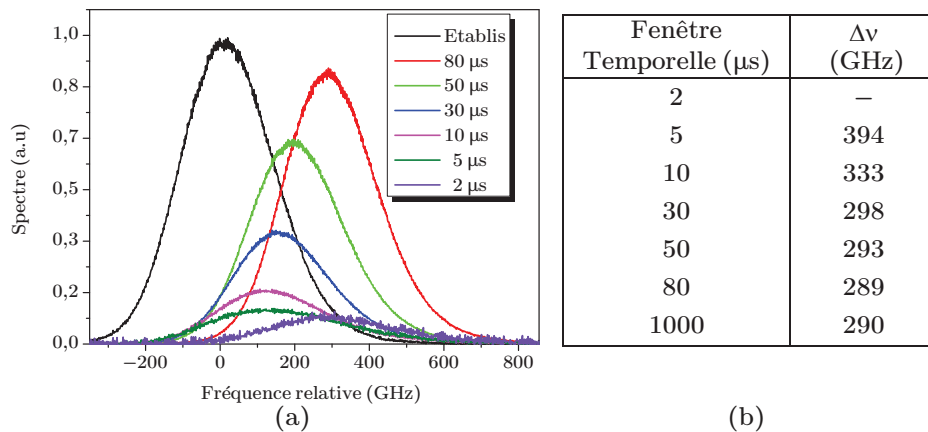 1,0
0,8
0,7
0,5
0,3
0,2
0,0
Spectre (a.u)
−200 0 200 400 600 800
Fréquence relative (GHz)
Etablis
80 µs
50 µs
30 µs
10 µs
5 µs
2 µs
(a)
Fenêtre Δν
Temporelle (µs) (GHz)
2 –
5 394
10 333
30 298
50 293
80 289
1000 290
(b)